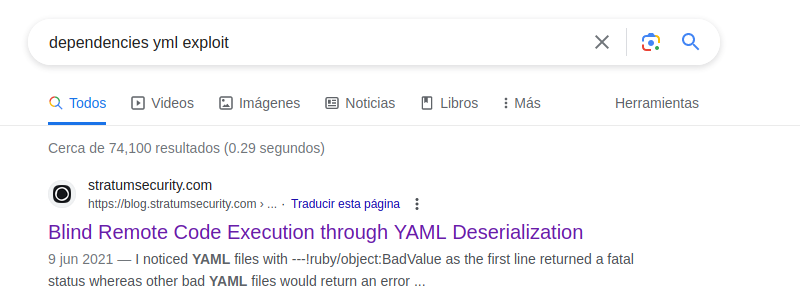 dependencies yml exploit
Todos Videos Imágenes Noticias Libros Más Herramientas
Cerca de 74,100 resultados (0.29 segundos)
stratumsecurity.com
https://blog.stratumsecurity.com › ... · Traducir esta página
Blind Remote Code Execution through YAML Deserialization
9 jun 2021 — I noticed YAML files with ---!ruby/object:BadValue as the first line returned a fatal
status whereas other bad YAML files would return an error ...